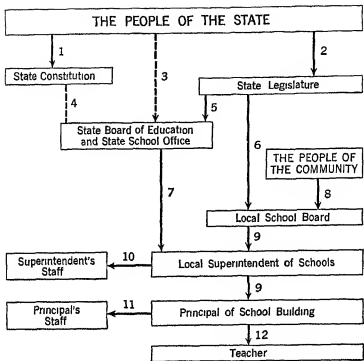 THE PEOPLE OF THE STATE
1
2
3
State Constitution
4
State Legislature
5
State Board of Education
and State School Office
6
THE PEOPLE OF
THE COMMUNITY
7
8
Local School Board
9
Superintendent's
Staff
10
Local Superintendent of Schools
9
Principal's
Staff
11
Principal of School Building
12
Teacher